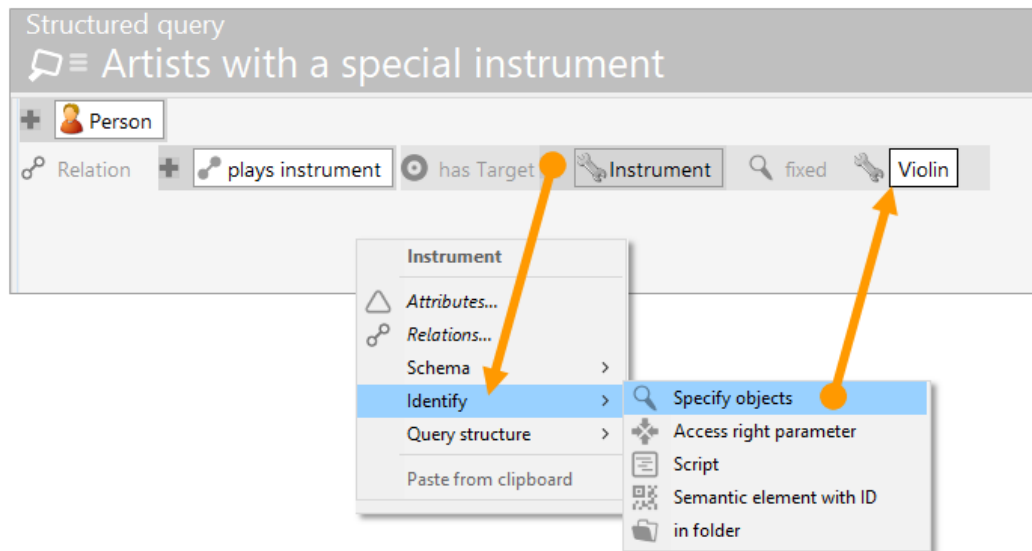 Structured query
Artists with a special instrument
Person
Relation plays instrument has Target Instrument fixed Violin
Instrument
Attributes...
Relations...
Schema
Identify
Query structure
Paste from clipboard
Specify objects
Access right parameter
Script
Semantic element with ID
in folder